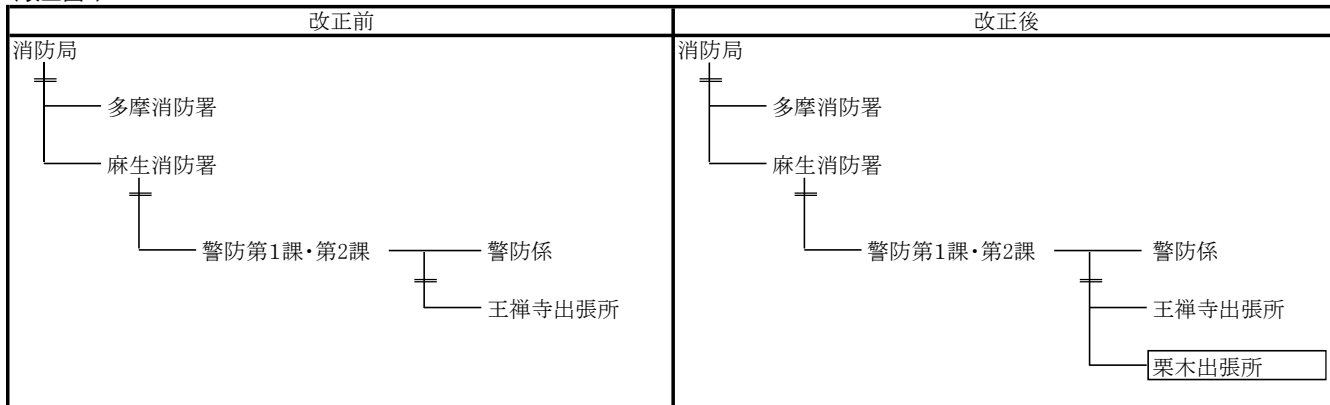 改正前
消防局
多摩消防署
麻生消防署
警防第1課・第2課
警防係
王禅寺出張所
改正後
消防局
多摩消防署
麻生消防署
警防第1課・第2課
警防係
王禅寺出張所
栗木出張所